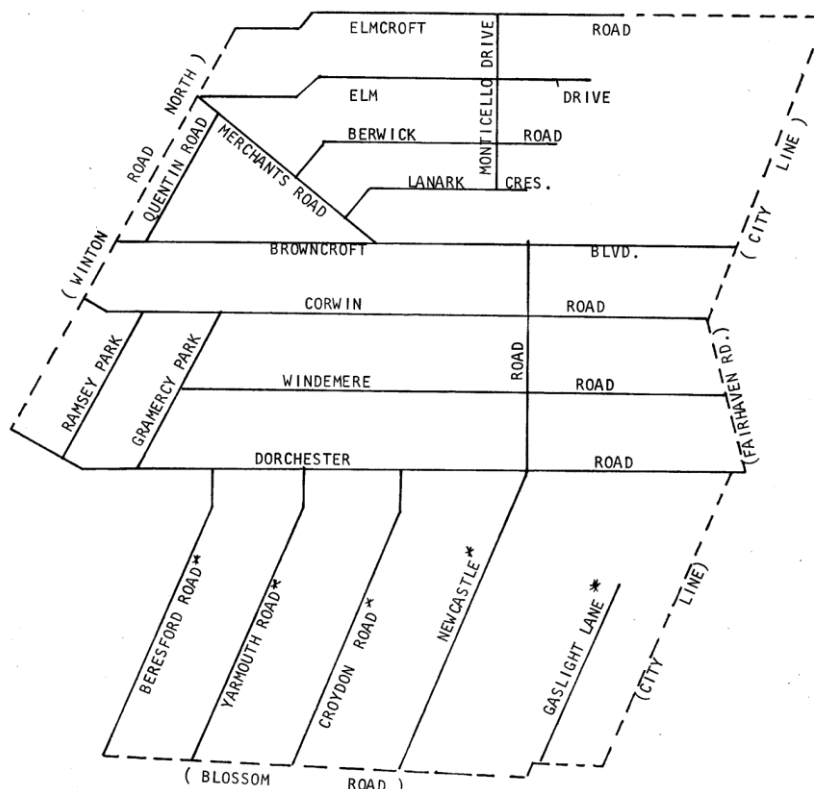 ELMCROFT ROAD
MONTICELLO DRIVE
ELM DRIVE
(WINTON ROAD NORTH)
QUENTIN ROAD
MERCHANTS ROAD
BERWICK ROAD
LANARK CRES.
(CITY LINE)
BROWNCROFT BLVD.
CORWIN ROAD
ROAD
RAMSEY PARK
GRAMERCY PARK
WINDEMERE ROAD
(FAIRHAVEN RD.)
DORCHESTER ROAD
BERESFORD ROAD*
YARMOUTH ROAD*
CROYDON ROAD*
NEWCASTLE*
GASLIGHT LANE*
(CITY LINE)
(BLOSSOM ROAD)